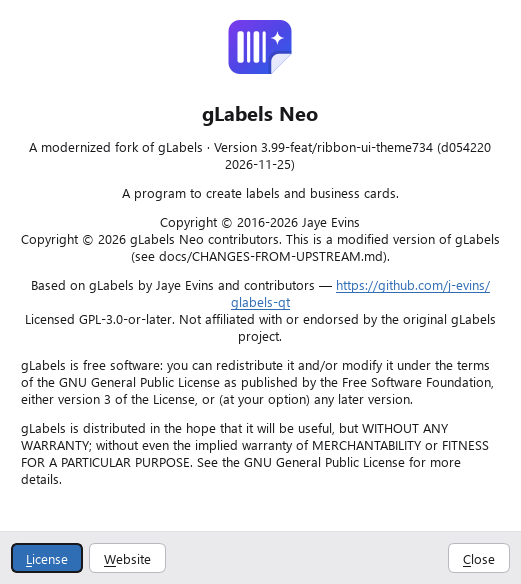 gLabels Neo
A modernized fork of gLabels · Version 3.99-feat/ribbon-ui-theme734 (d054220
2026-11-25)
A program to create labels and business cards.
Copyright © 2016-2026 Jaye Evins
Copyright © 2026 gLabels Neo contributors. This is a modified version of gLabels
(see docs/CHANGES-FROM-UPSTREAM.md).
Based on gLabels by Jaye Evins and contributors — https://github.com/j-evins/
glabels-qt
Licensed GPL-3.0-or-later. Not affiliated with or endorsed by the original gLabels
project.
gLabels is free software: you can redistribute it and/or modify it under the terms
of the GNU General Public License as published by the Free Software Foundation,
either version 3 of the License, or (at your option) any later version.
gLabels is distributed in the hope that it will be useful, but WITHOUT ANY
WARRANTY; without even the implied warranty of MERCHANTABILITY or FITNESS
FOR A PARTICULAR PURPOSE. See the GNU General Public License for more
details.
License Website Close